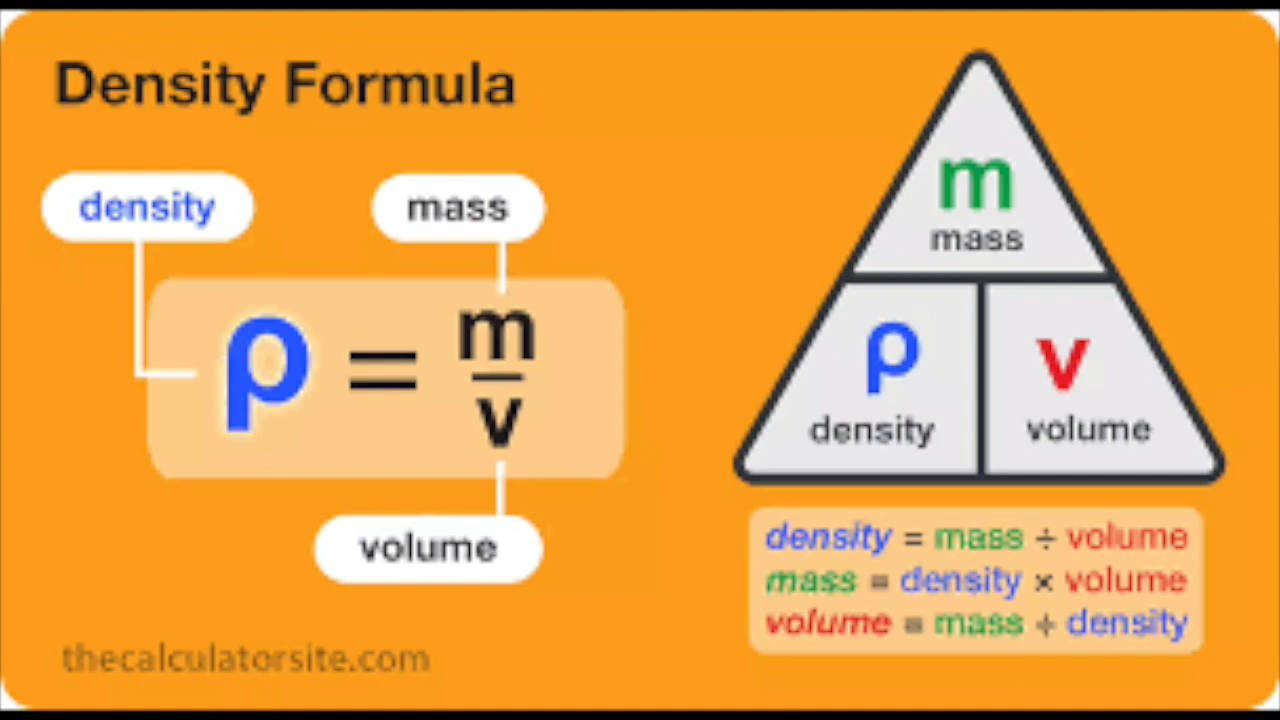 Density Formula
density
mass
ρ = m
v
volume
m
mass
ρ
density
v
volume
density = mass ÷ volume
mass = density × volume
volume = mass ÷ density
thecalculatorsite.com